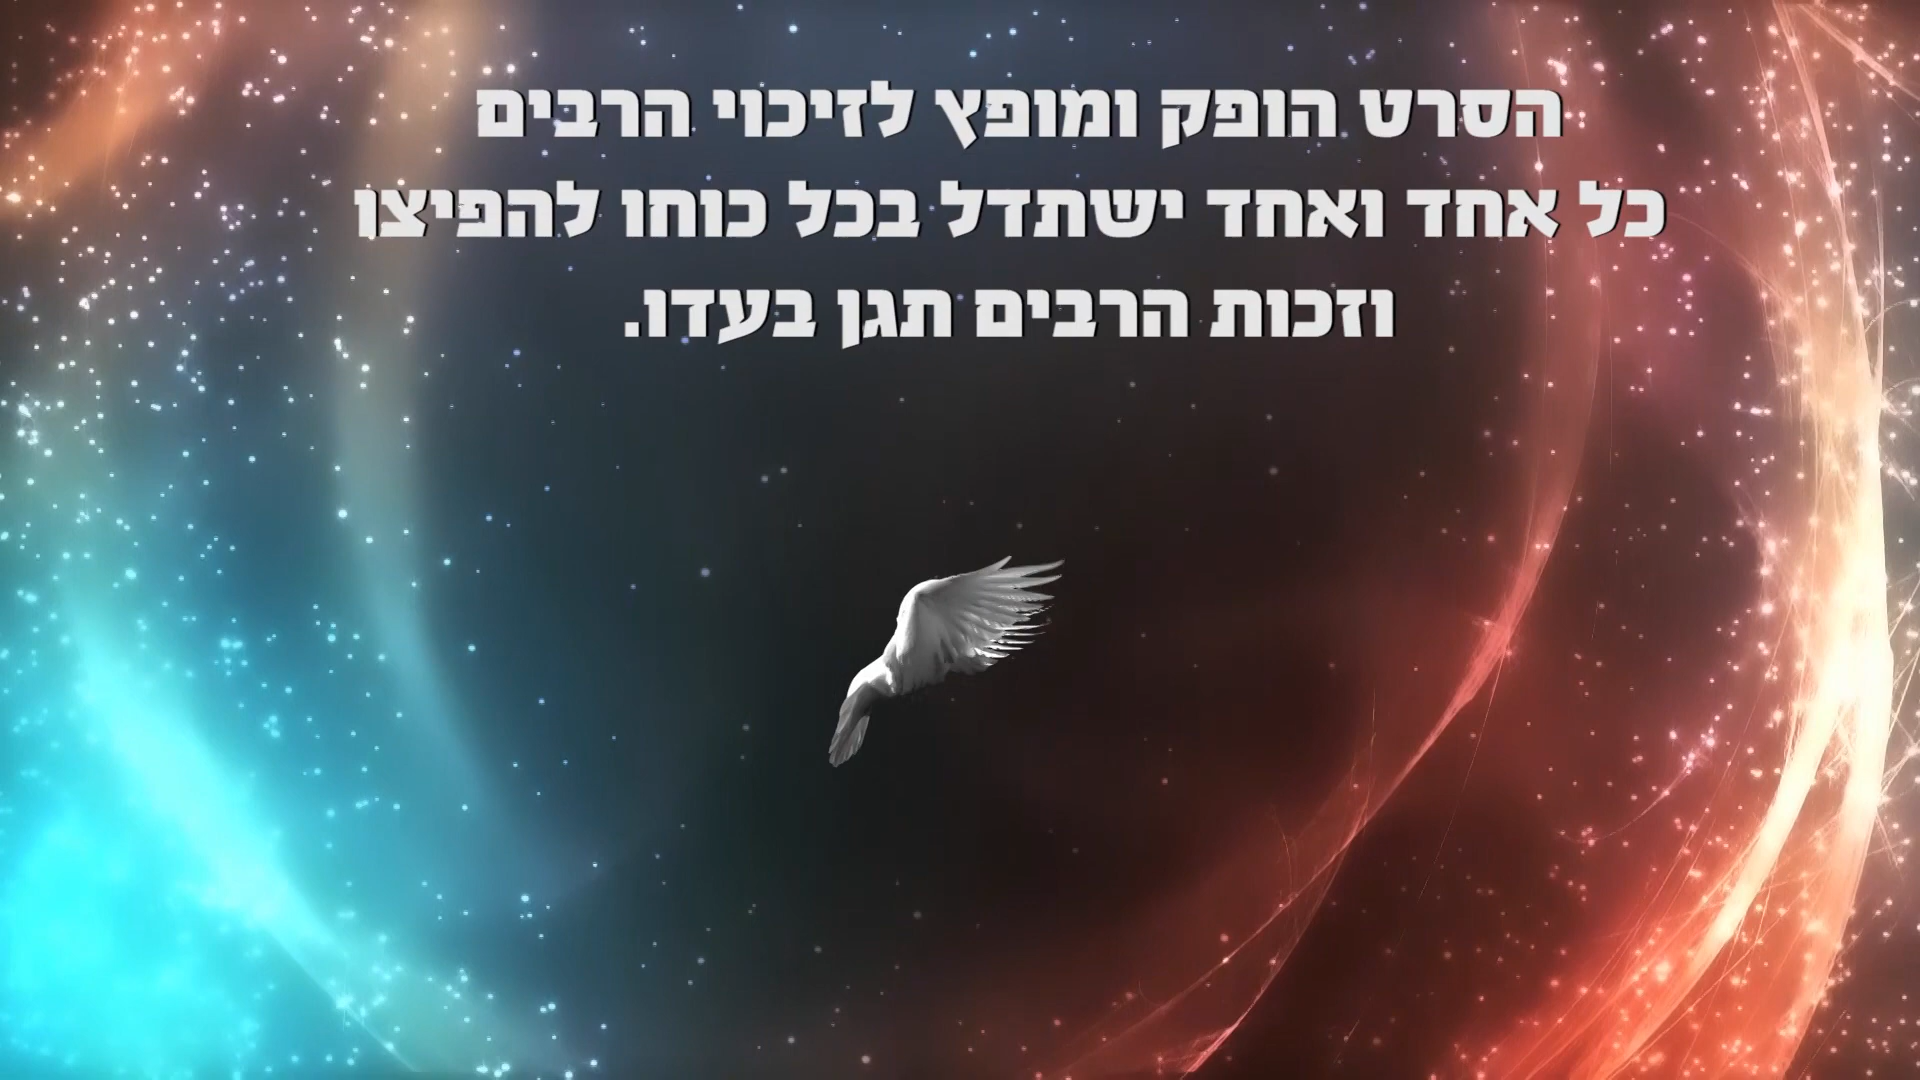 הסרט הופק ומופץ לזיכוי הרבים
כל אחד ואחד ישתדל בכל כוחו להפיצו
וזכות הרבים תגן בעדו.